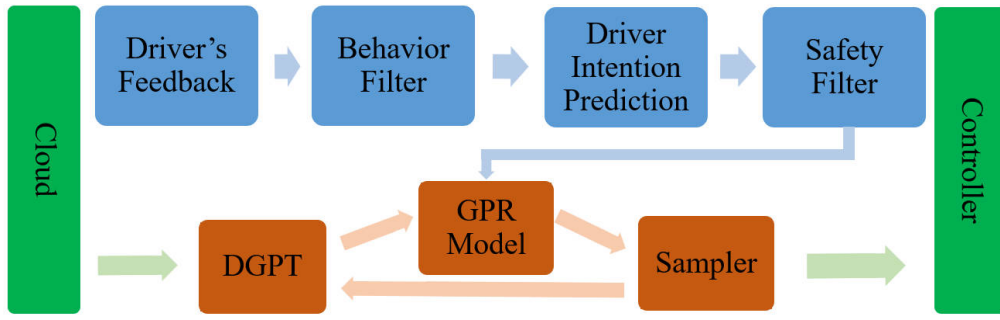 Cloud
Driver's
Feedback
Behavior
Filter
Driver
Intention
Prediction
Safety
Filter
DGPT
GPR
Model
Sampler
Controller